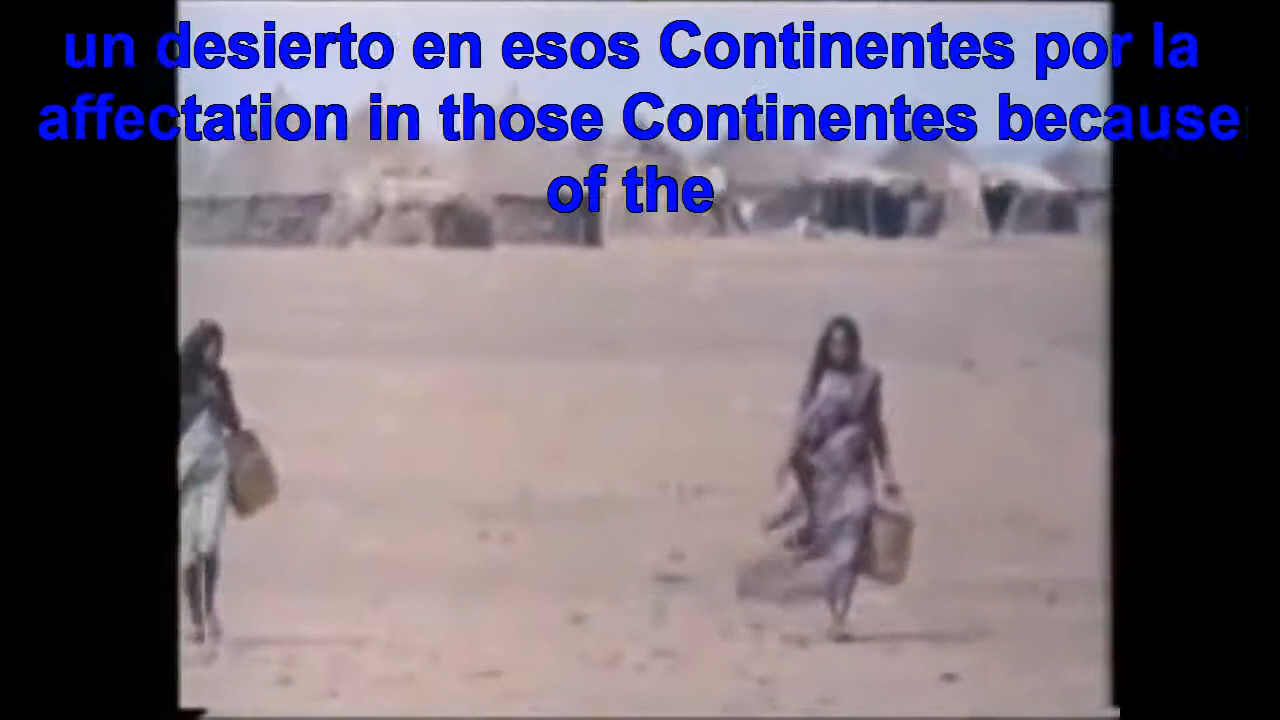 un desierto en esos Continentes por la
affectation in those Continentes because
of the